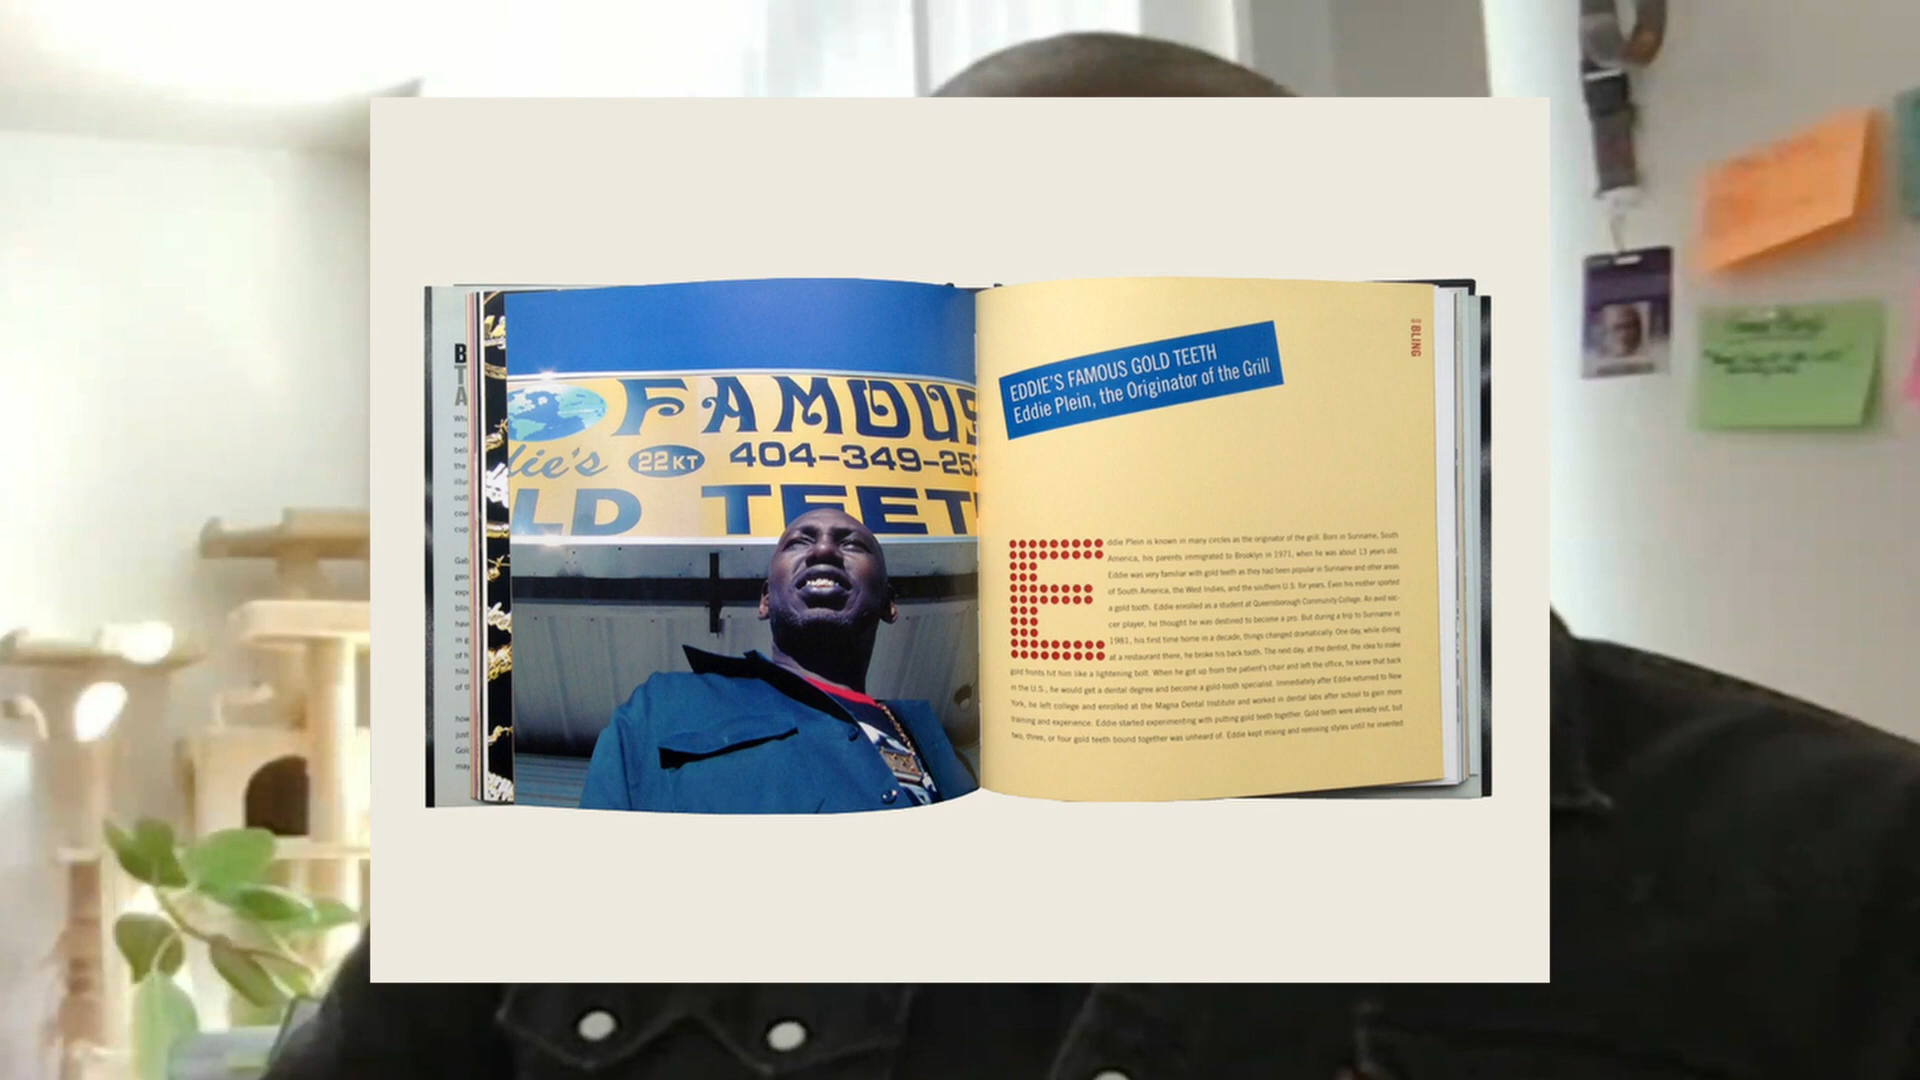 B
T
A
FAMOUS
die's 22KT 404-349-253
LD TEETH
BLING
EDDIE'S FAMOUS GOLD TEETH
Eddie Plein, the Originator of the Grill
Eddie Plein is known in many circles as the originator of the grill. Born in Suriname, South
America, his parents immigrated to Brooklyn in 1971, when he was about 13 years old.
Eddie was very familiar with gold teeth as they had been popular in Suriname and other areas
of South America, the West Indies, and the southern U.S. for years. Even his mother sported
a gold tooth. Eddie enrolled as a student at Queensborough Community College. An avid soc-
cer player, he thought he was destined to become a pro. But during a trip to Suriname in
1981, his first time home in a decade, things changed dramatically. One day, while dining
at a restaurant there, he broke his back tooth. The next day, at the dentist, the idea to make
gold fronts hit him like a lightening bolt. When he got up from the patient's chair and left the office, he knew that back
in the U.S., he would get a dental degree and become a gold-tooth specialist. Immediately after Eddie returned to New
York, he left college and enrolled at the Magna Dental Institute and worked in dental labs after school to gain more
training and experience. Eddie started experimenting with putting gold teeth together. Gold teeth were already out, but
two, three, or four gold teeth bound together was unheard of. Eddie kept mixing and remixing styles until he invented